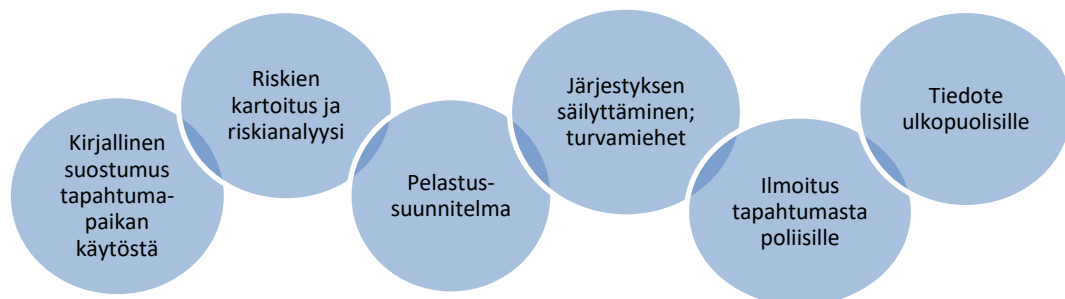 Kirjallinen
suostumus
tapahtuma-
paikan
käytöstä
Riskien
kartoitus ja
riskianalyysi
Pelastus-
suunnitelma
Järjestyksen
säilyttäminen;
turvamiehet
Ilmoitus
tapahtumasta
poliisille
Tiedote
ulkopuolisille